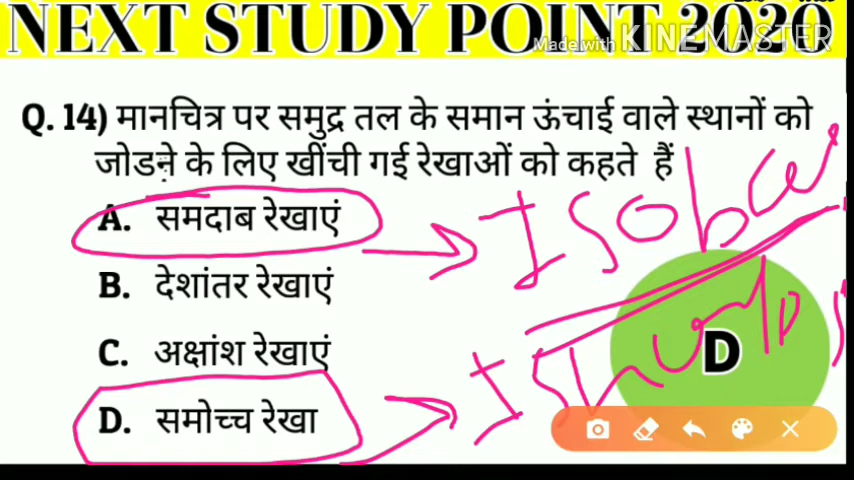 NEXT STUDY POINT 2020
Made with KINEMASTER
Q. 14) मानचित्र पर समुद्र तल के समान ऊंचाई वाले स्थानों को
जोडने के लिए खींची गई रेखाओं को कहते हैं
A. समदाब रेखाएं
Isobar
B. देशांतर रेखाएं
C. अक्षांश रेखाएं
D
D. समोच्च रेखा